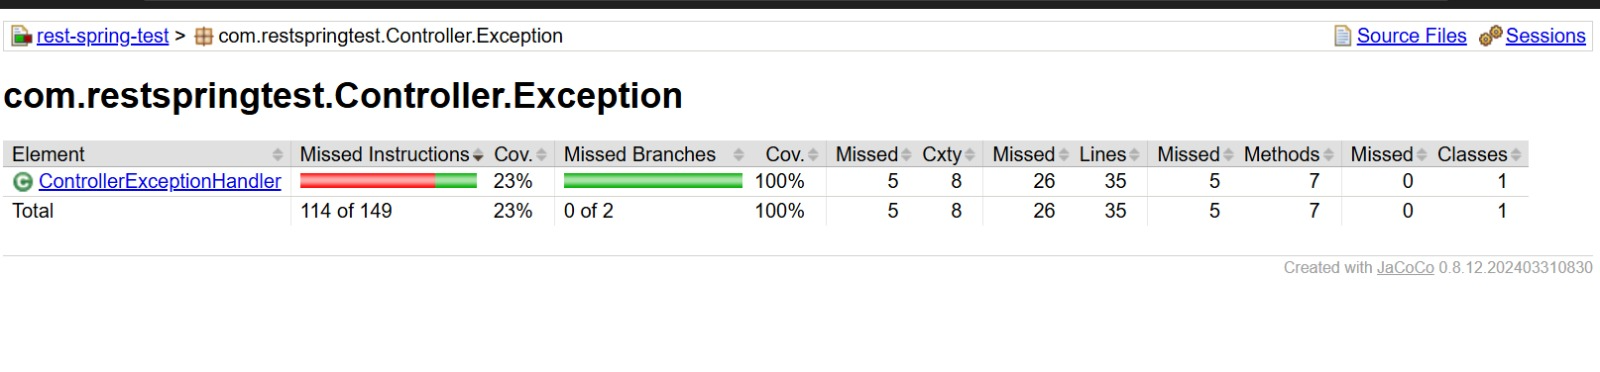 rest-spring-test > com.restspringtest.Controller.Exception Source Files Sessions
com.restspringtest.Controller.Exception
Element Missed Instructions Cov. Missed Branches Cov. Missed Cxty Missed Lines Missed Methods Missed Classes
ControllerExceptionHandler 23% 100% 5 8 26 35 5 7 0 1
Total 114 of 149 23% 0 of 2 100% 5 8 26 35 5 7 0 1
Created with JaCoCo 0.8.12.202403310830